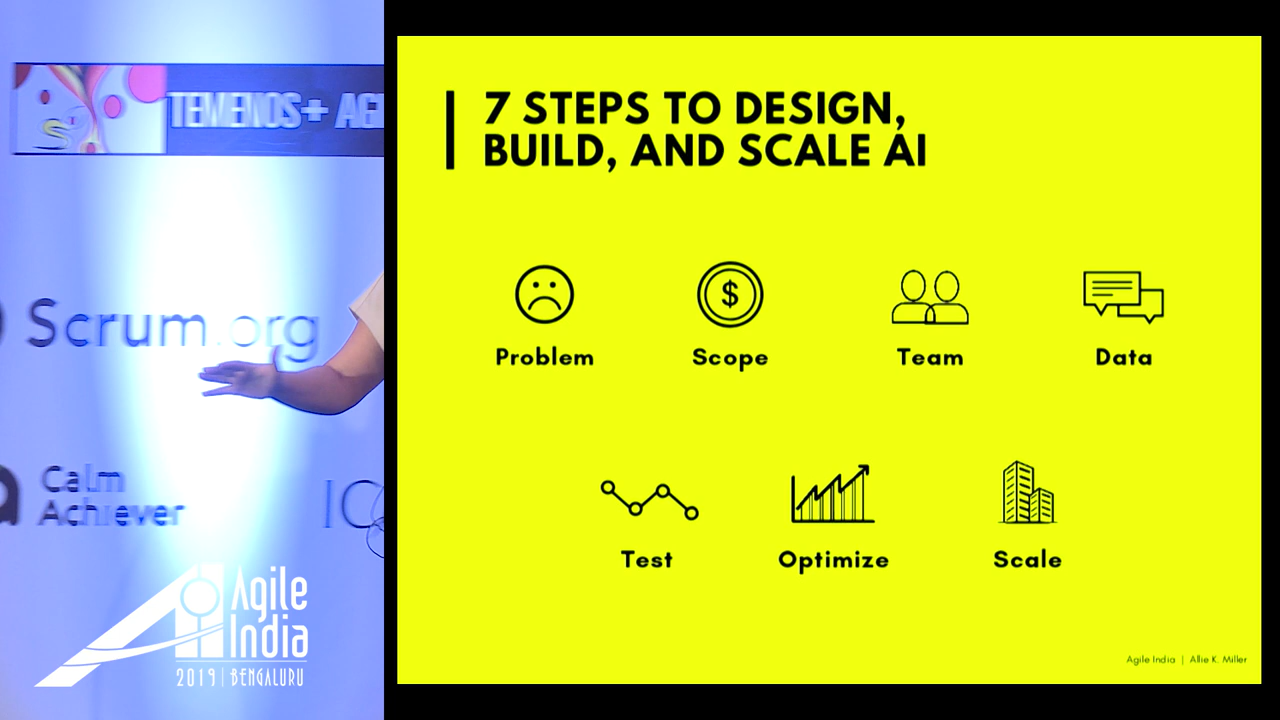 TEMENOS+
Scrum.org
Calm
Achiever
Agile
India
2019 | BENGALURU
7 STEPS TO DESIGN,
BUILD, AND SCALE AI
$
Problem
Scope
Team
Data
Test
Optimize
Scale
Agile India | Allie K. Miller